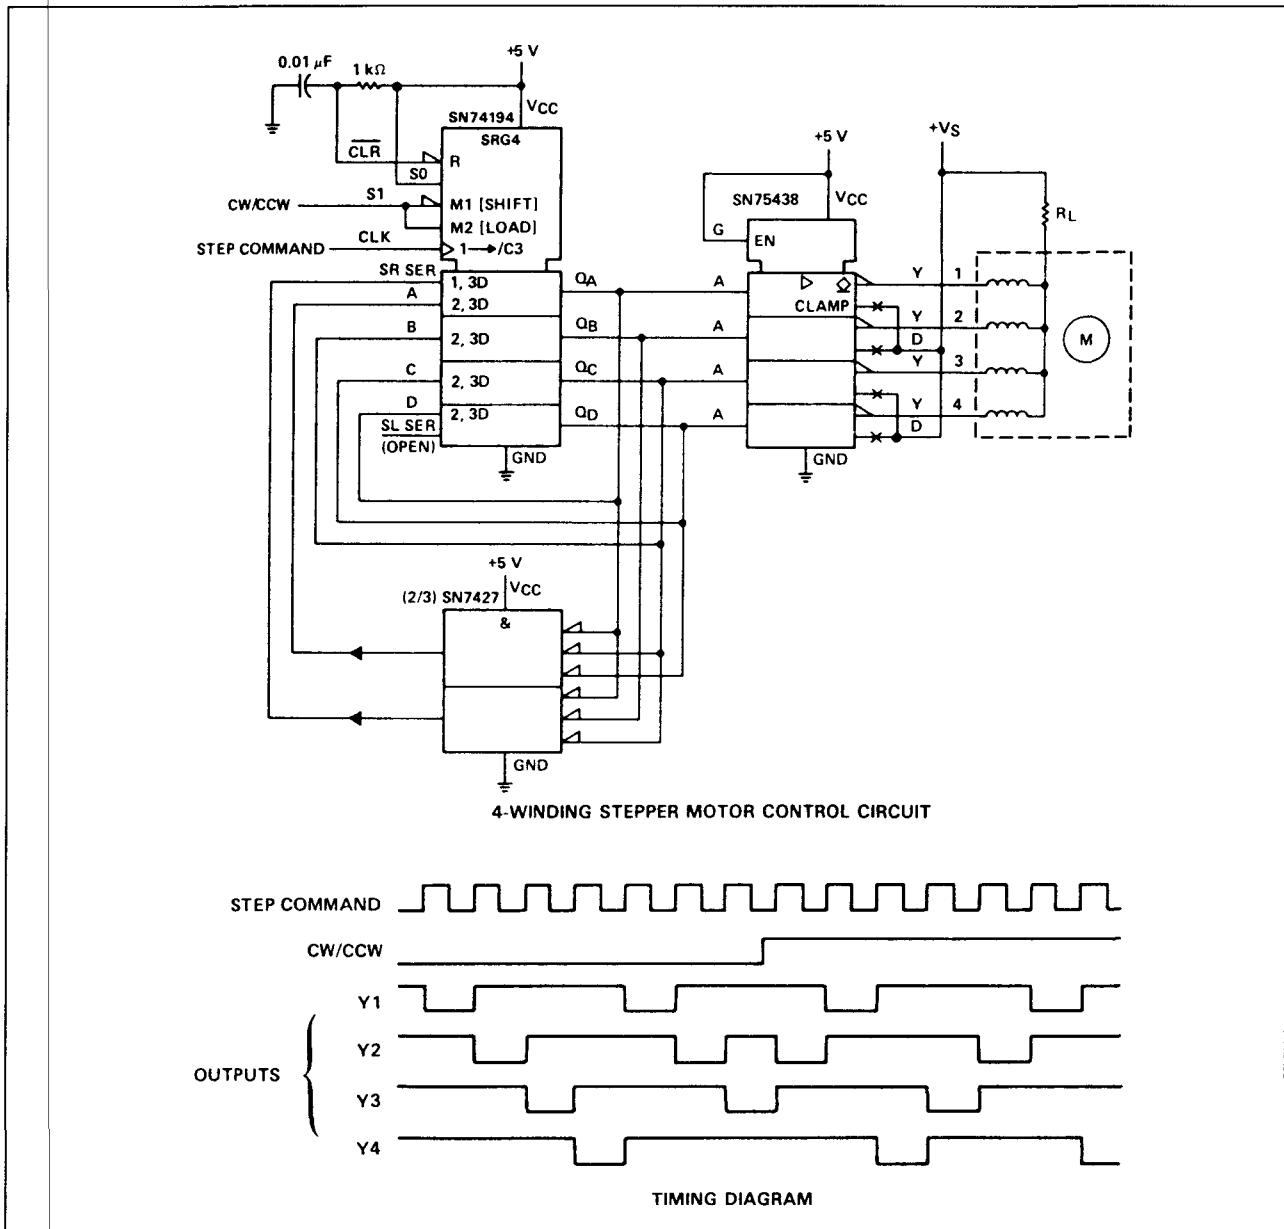 +5 V
0.01 μF
1 kΩ
VCC
SN74194
SRG4
CLR
R
S0
CW/CCW
S1
M1 [SHIFT]
M2 [LOAD]
STEP COMMAND
CLK
1→/C3
SR SER
1, 3D
A
2, 3D
B
2, 3D
C
2, 3D
D
2, 3D
SL SER
(OPEN)
GND
QA
QB
QC
QD
+5 V
SN75438
VCC
G
EN
A
A
A
A
CLAMP
GND
+VS
RL
Y 1
Y 2
D
Y 3
Y 4
D
M
+5 V
VCC
(2/3) SN7427
&
GND
4-WINDING STEPPER MOTOR CONTROL CIRCUIT
STEP COMMAND
CW/CCW
Y1
Y2
OUTPUTS
Y3
Y4
TIMING DIAGRAM